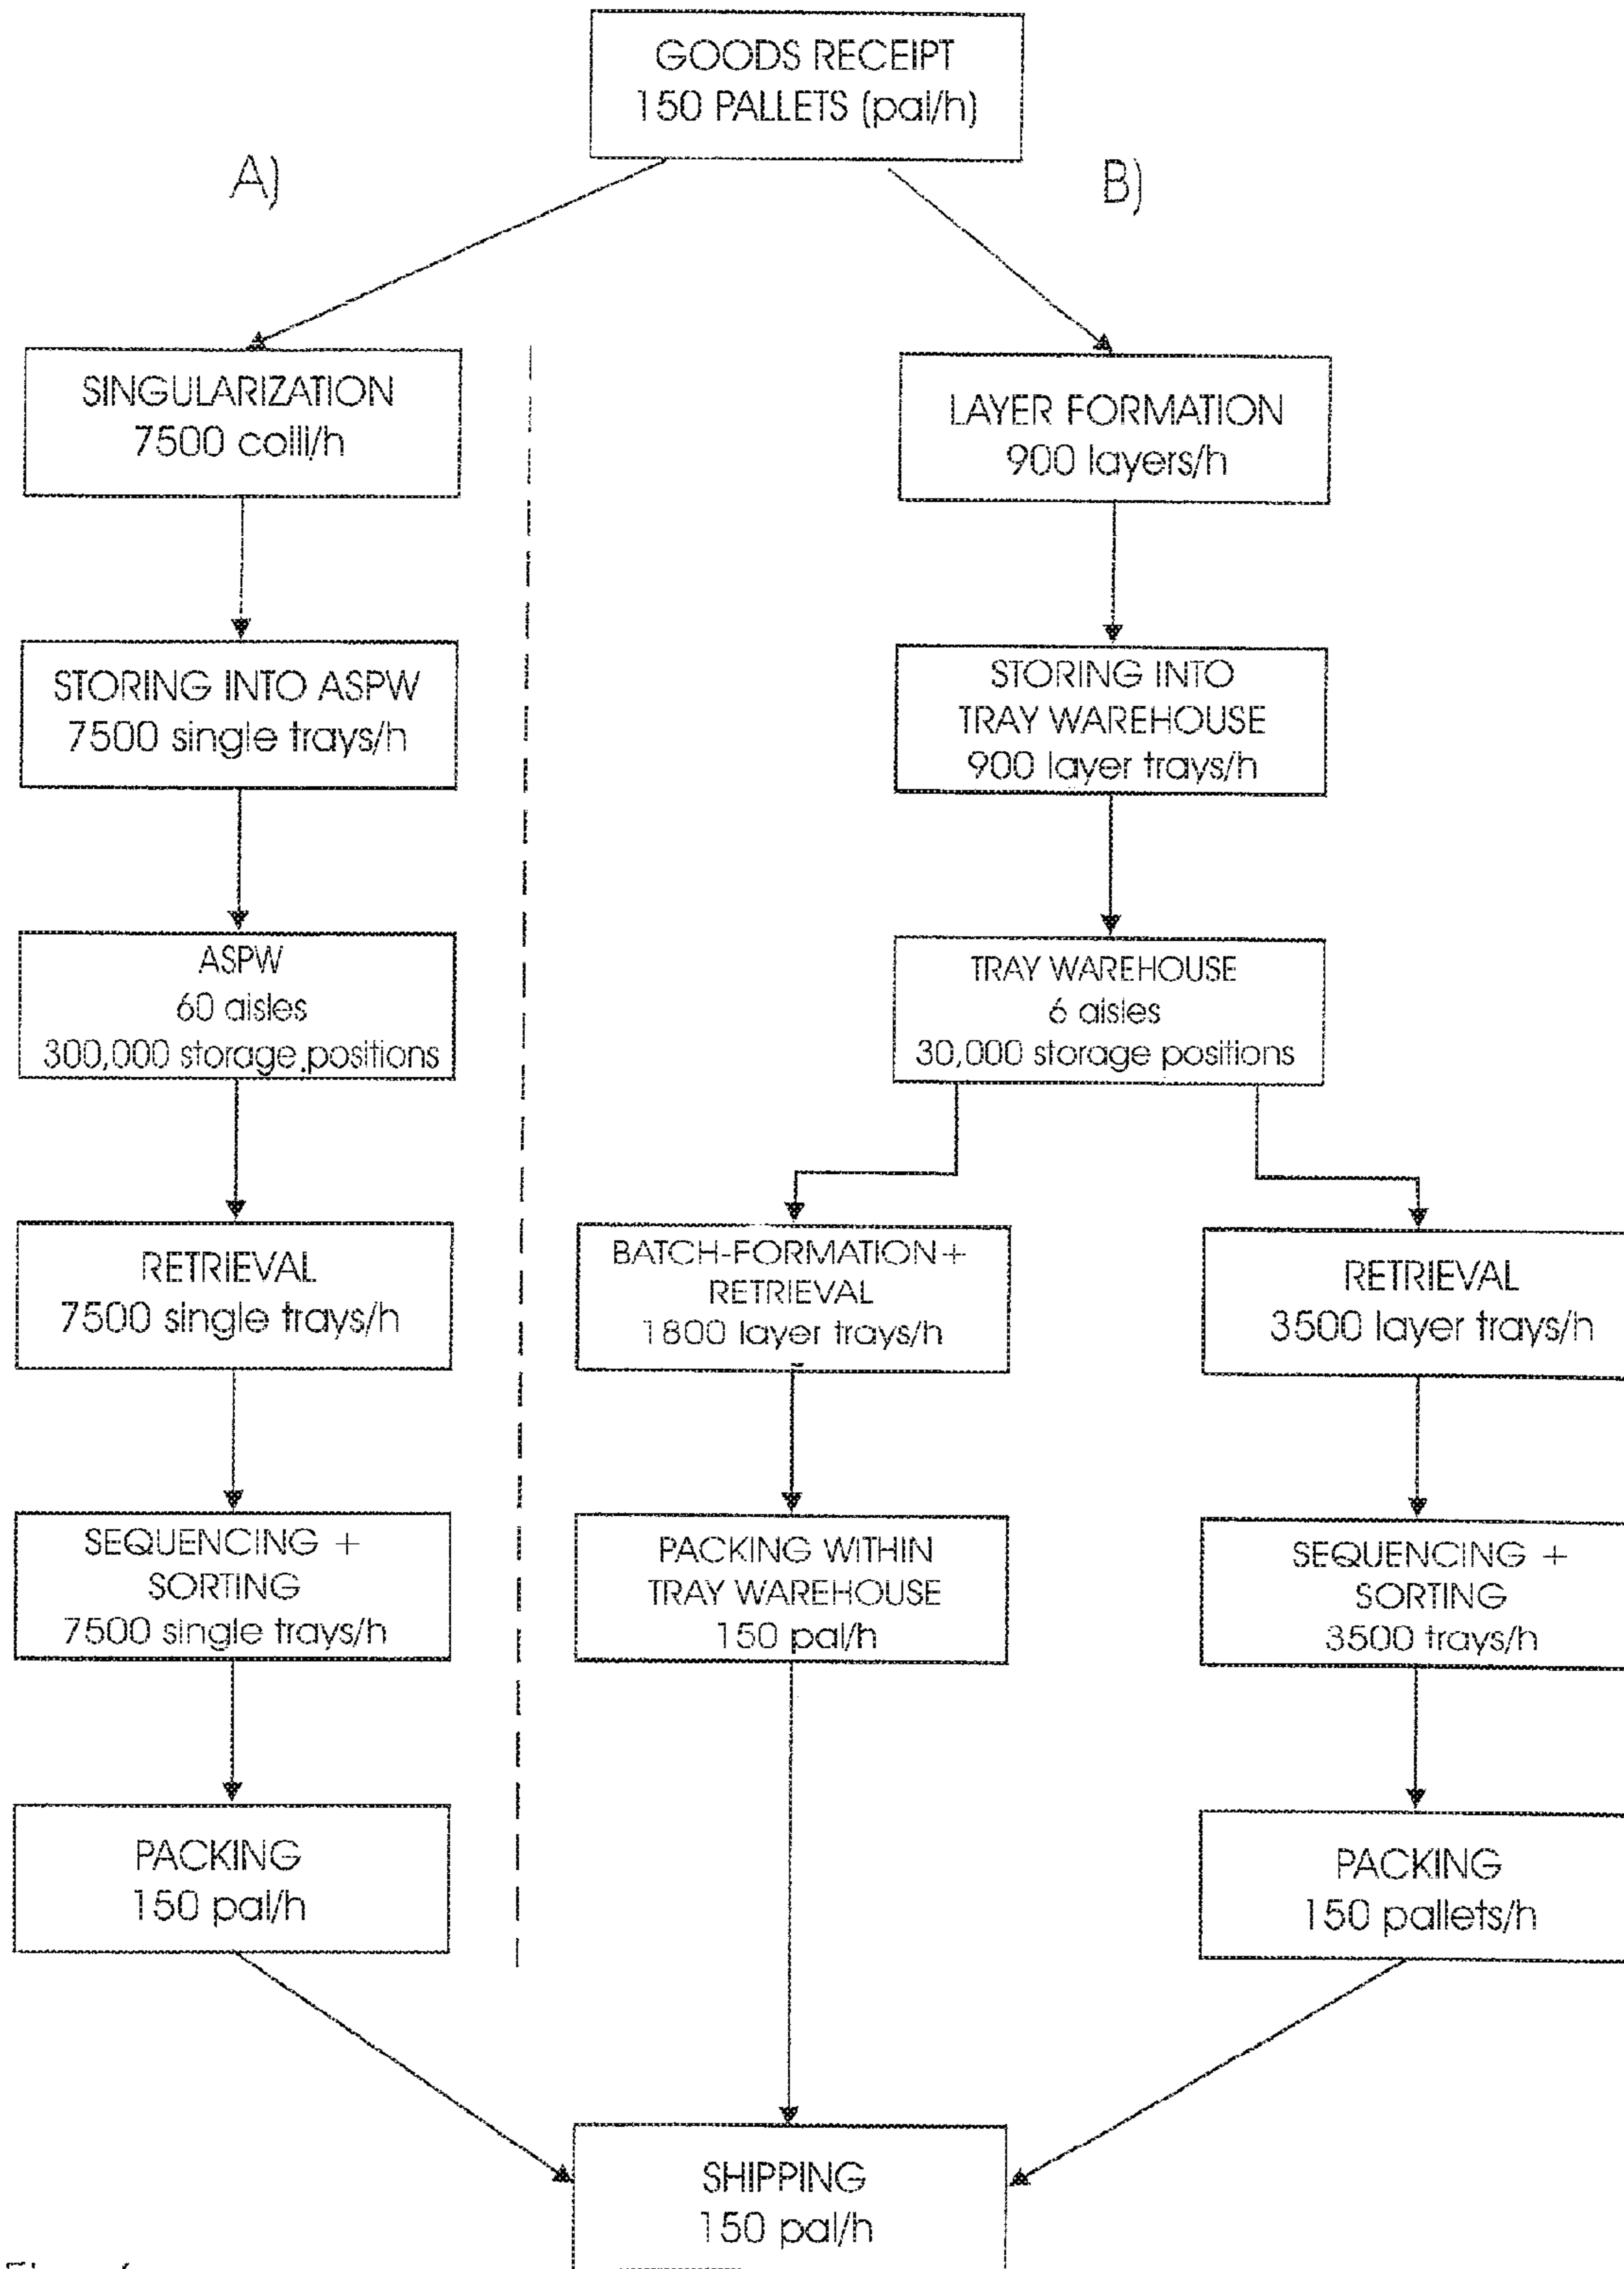 GOODS RECEIPT
150 PALLETS (pal/h)
A)
B)
SINGULARIZATION
7500 colli/h
LAYER FORMATION
900 layers/h
STORING INTO ASPW
7500 single trays/h
STORING INTO
TRAY WAREHOUSE
900 layer trays/h
ASPW
60 aisles
300,000 storage positions
TRAY WAREHOUSE
6 aisles
30,000 storage positions
RETRIEVAL
7500 single trays/h
BATCH-FORMATION+
RETRIEVAL
1800 layer trays/h
RETRIEVAL
3500 layer trays/h
SEQUENCING +
SORTING
7500 single trays/h
PACKING WITHIN
TRAY WAREHOUSE
150 pal/h
SEQUENCING +
SORTING
3500 trays/h
PACKING
150 pal/h
PACKING
150 pallets/h
SHIPPING
150 pal/h